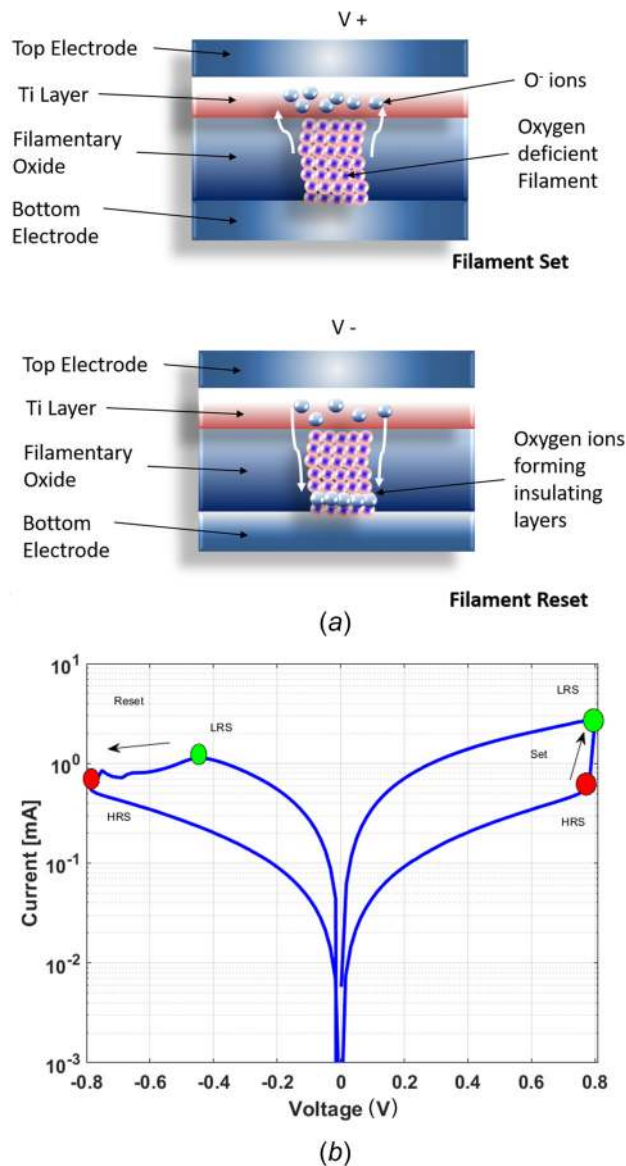 V +
Top Electrode
Ti Layer
O⁻ ions
Filamentary
Oxide
Oxygen
deficient
Filament
Bottom
Electrode
Filament Set
V -
Top Electrode
Ti Layer
Filamentary
Oxide
Oxygen ions
forming
insulating
layers
Bottom
Electrode
Filament Reset
(a)
10¹
Reset
LRS
LRS
Set
10⁰
HRS
HRS
10⁻¹
10⁻²
10⁻³
Current [mA]
-0.8 -0.6 -0.4 -0.2 0 0.2 0.4 0.6 0.8
Voltage (V)
(b)